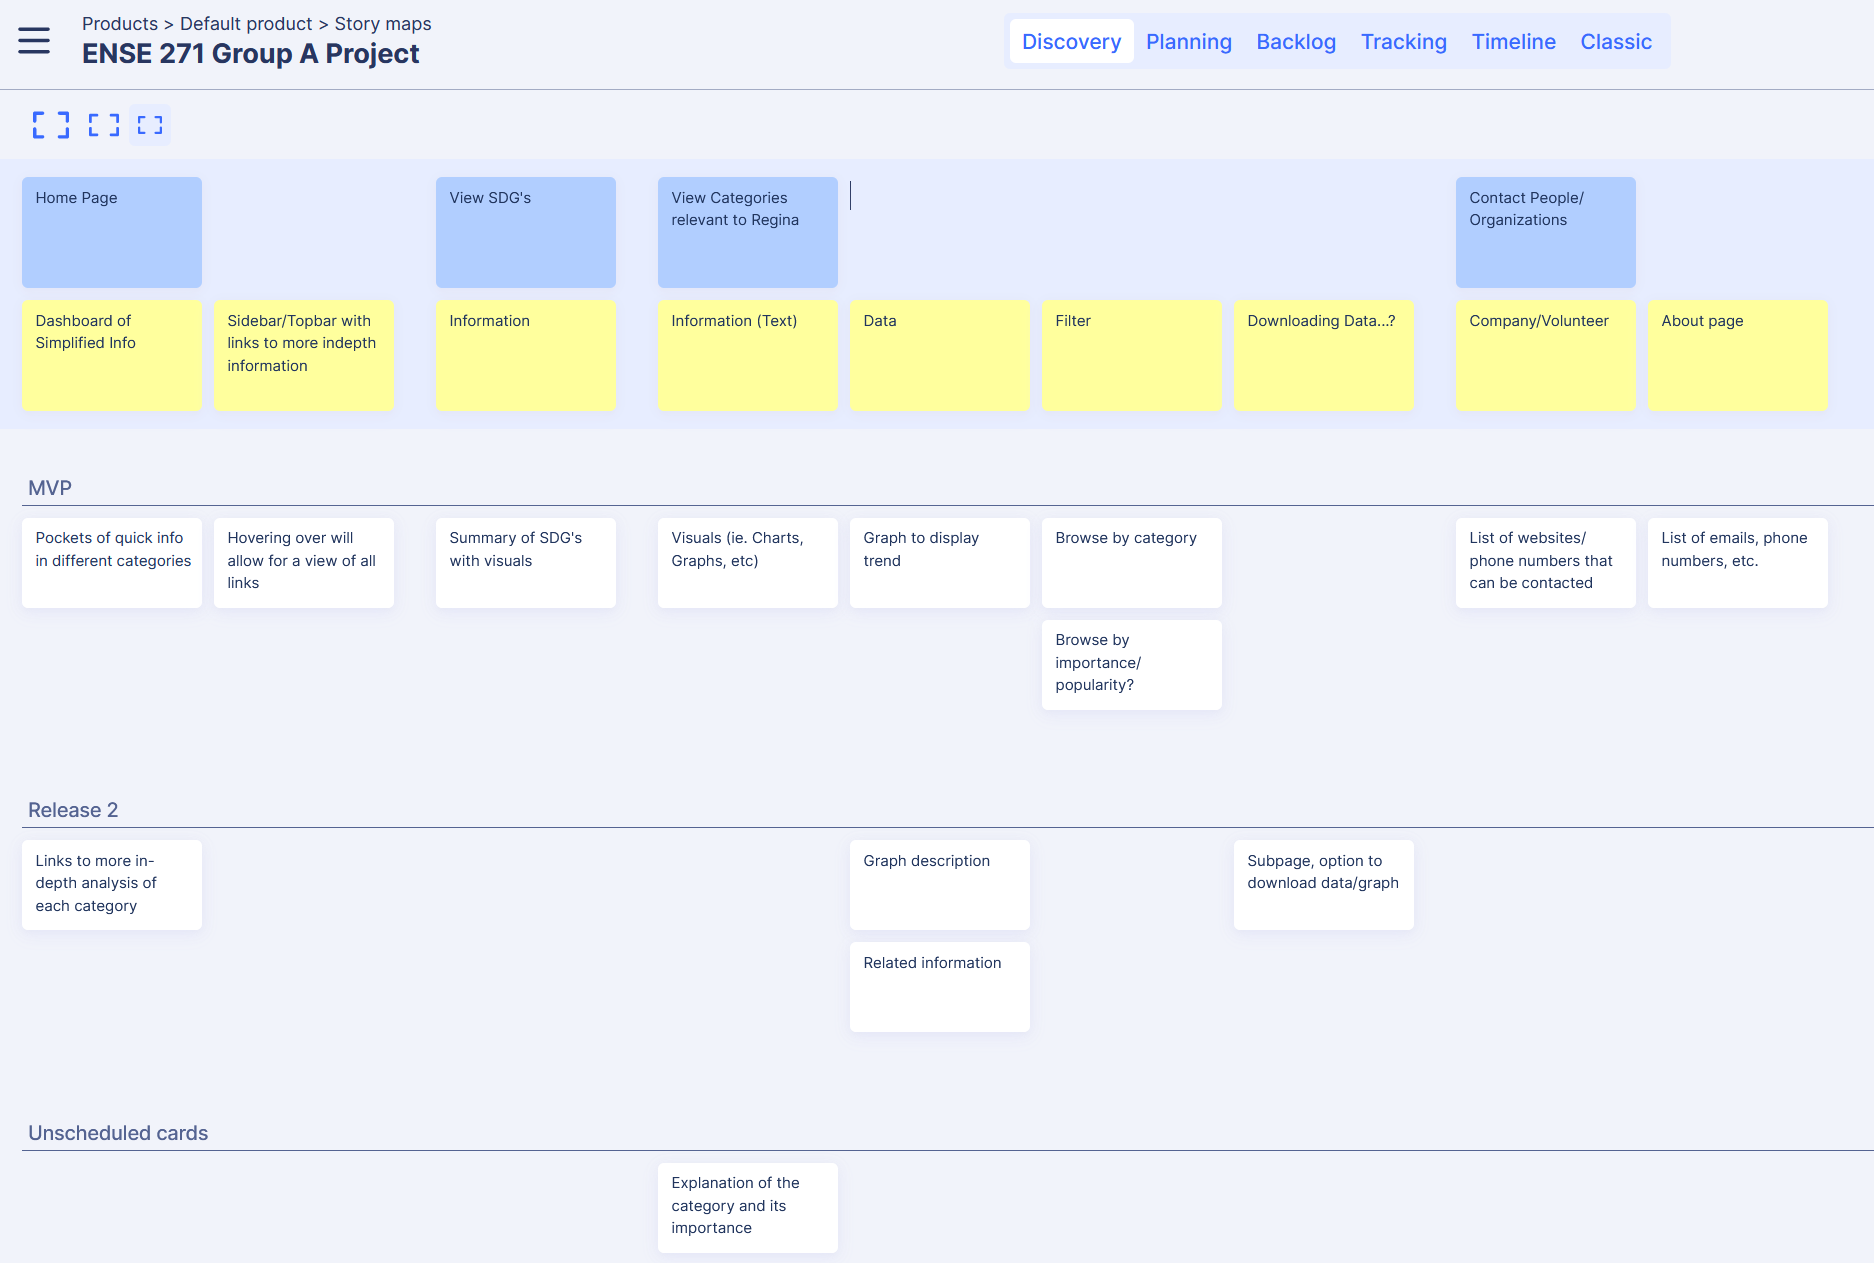 Products > Default product > Story maps
ENSE 271 Group A Project
Discovery
Planning
Backlog
Tracking
Timeline
Classic
Home Page
View SDG's
View Categories
relevant to Regina
Contact People/
Organizations
Dashboard of
Simplified Info
Sidebar/Topbar with
links to more indepth
information
Information
Information (Text)
Data
Filter
Downloading Data...?
Company/Volunteer
About page
MVP
Pockets of quick info
in different categories
Hovering over will
allow for a view of all
links
Summary of SDG's
with visuals
Visuals (ie. Charts,
Graphs, etc)
Graph to display
trend
Browse by category
List of websites/
phone numbers that
can be contacted
List of emails, phone
numbers, etc.
Browse by
importance/
popularity?
Release 2
Links to more in-
depth analysis of
each category
Graph description
Subpage, option to
download data/graph
Related information
Unscheduled cards
Explanation of the
category and its
importance